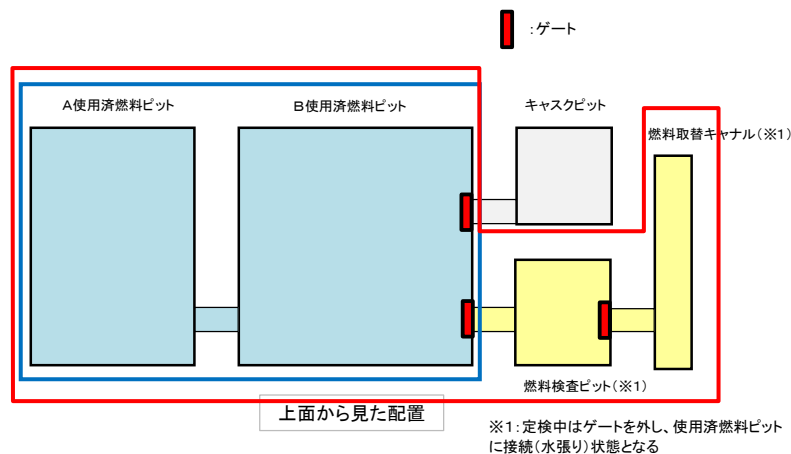 :ゲート
A使用済燃料ピット
B使用済燃料ピット
キャスクピット
燃料取替キャナル(※1)
燃料検査ピット(※1)
上面から見た配置
※1:定検中はゲートを外し、使用済燃料ピット
に接続(水張り)状態となる